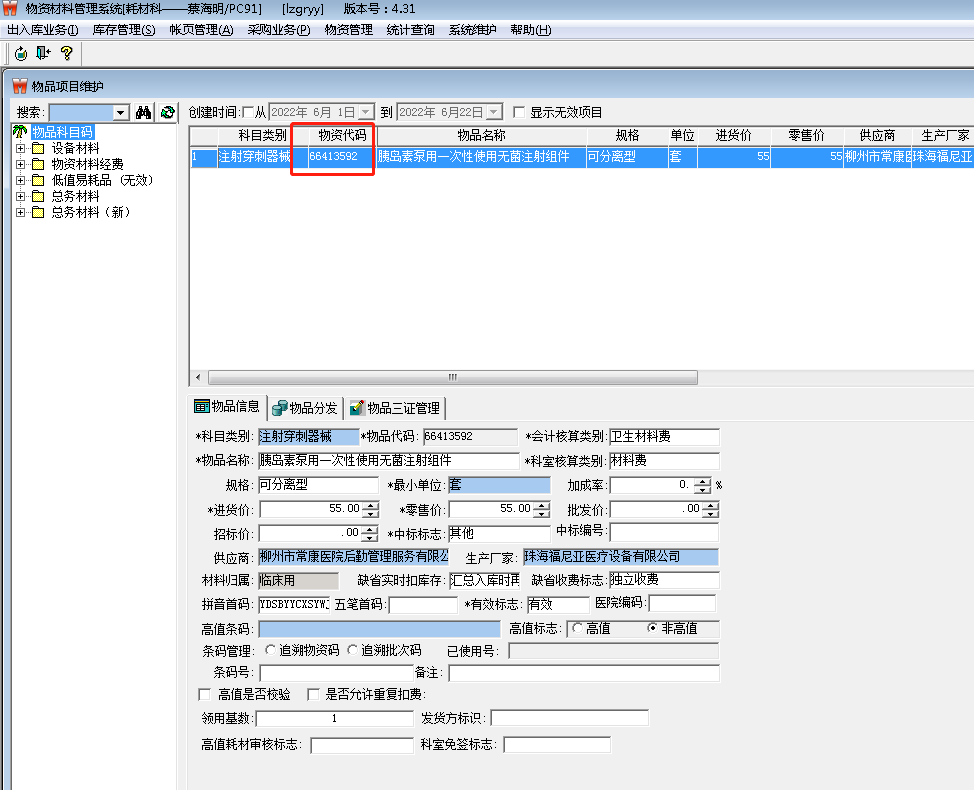 物资材料管理系统[耗材科——蔡海明/PC91]　[lzgryy]　版本号：4.31
出入库业务(I)　库存管理(S)　帐页管理(A)　采购业务(P)　物资管理　统计查询　系统维护　帮助(H)
物品项目维护
搜索:
创建时间: 从 2022年 6月 1日 到 2022年 6月22日　显示无效项目
物品科目码
设备材料
物资材料经费
低值易耗品（无效）
总务材料
总务材料（新）
科目类别　物资代码　物品名称　规格　单位　进货价　零售价　供应商　生产厂家
1　注射穿刺器械　66413592　胰岛素泵用一次性使用无菌注射组件　可分离型　套　55　55　柳州市常康医　珠海福尼亚
物品信息　物品分发　物品三证管理
*科目类别: 注射穿刺器械　*物品代码: 66413592　*会计核算类别: 卫生材料费
*物品名称: 胰岛素泵用一次性使用无菌注射组件　*科室核算类别: 材料费
规格: 可分离型　*最小单位: 套　加成率: 0. %
*进货价: 55.00　*零售价: 55.00　批发价: .00
招标价: .00　*中标标志: 其他　中标编号:
供应商: 柳州市常康医院后勤管理服务有限公　生产厂家: 珠海福尼亚医疗设备有限公司
材料归属: 临床用　缺省实时扣库存: 汇总入库时再　缺省收费标志: 独立收费
拼音首码: YDSBYYCXSYW　五笔首码:　*有效标志: 有效　医院编码:
高值条码:　高值标志: 高值　非高值
条码管理: 追溯物资码　追溯批次码　已使用号:
条码号:　备注:
高值是否校验　是否允许重复扣费:
领用基数: 1　发货方标识:
高值耗材审核标志:　科室免签标志: